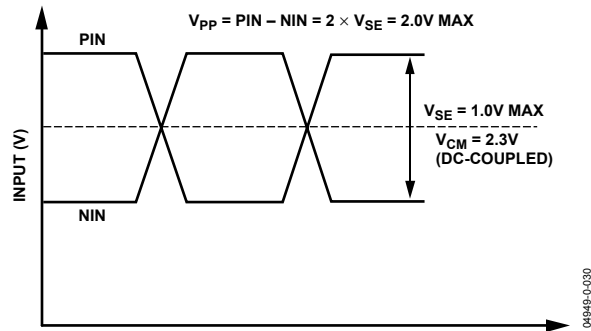 V_PP = PIN – NIN = 2 × V_SE = 2.0V MAX
PIN
V_SE = 1.0V MAX
V_CM = 2.3V
(DC-COUPLED)
INPUT (V)
NIN
04949-0-030